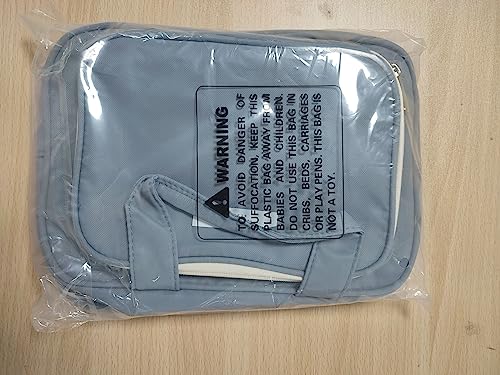 WARNING
TO AVOID DANGER OF
SUFFOCATION, KEEP THIS
PLASTIC BAG AWAY FROM
BABIES AND CHILDREN.
DO NOT USE THIS BAG IN
CRIBS, BEDS, CARRIAGES
OR PLAY PENS. THIS BAG IS
NOT A TOY.